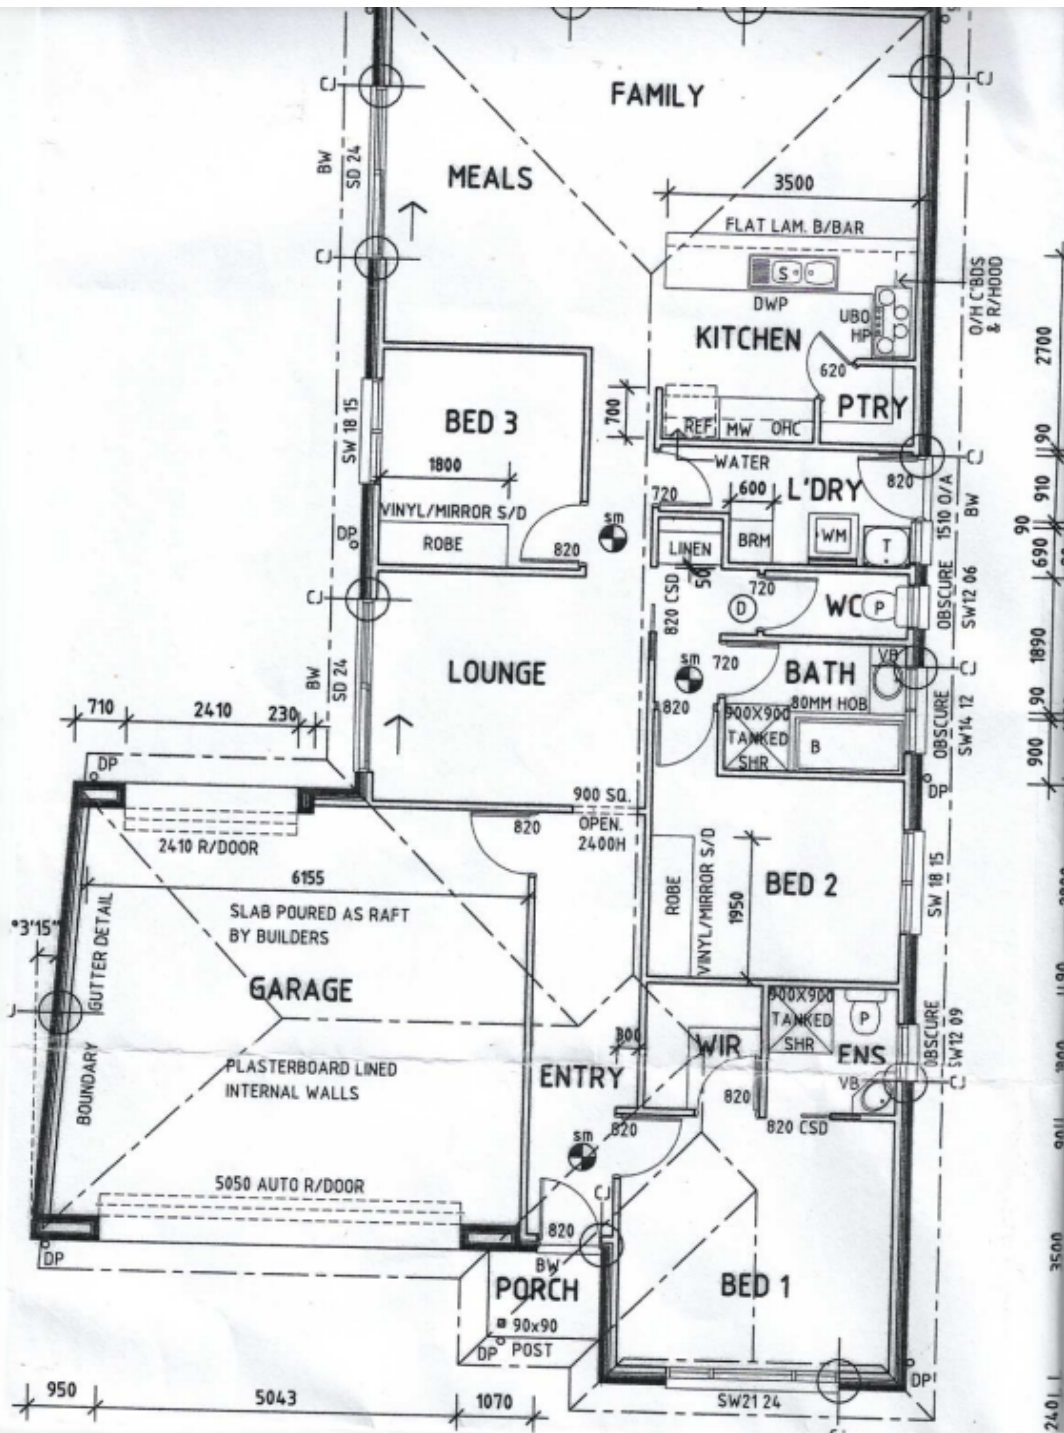 CJ
CJ
FAMILY
BW
SD 24
MEALS
3500
FLAT LAM. B/BAR
CJ
S
DWP
O/H C'BDS
& R/HOOD
UBO
HP
KITCHEN
2700
620
BED 3
SW 18 15
700
PTRY
REF
MW
OHC
90
CJ
1800
WATER
720
600
L'DRY
820
910
1510 O/A
BW
VINYL/MIRROR S/D
DP
ROBE
820
sm
LINEN
BRM
WM
T
90
690
50
CJ
820 CSD
720
D
WC
P
OBSCURE
SW12 06
1890
LOUNGE
BW
SD 24
sm
720
BATH
VB
CJ
80MM HOB
90
710
2410
230
820
900X900
TANKED
SHR
B
OBSCURE
SW14 12
900
DP
DP
900 SQ.
OPEN.
2400H
820
2410 R/DOOR
6155
ROBE
VINYL/MIRROR S/D
1950
BED 2
SW 18 15
SLAB POURED AS RAFT
BY BUILDERS
°3'15"
GUTTER DETAIL
GARAGE
900X900
TANKED
SHR
P
OBSCURE
SW12 09
300
WIR
ENS
BOUNDARY
PLASTERBOARD LINED
INTERNAL WALLS
ENTRY
VB
CJ
820
820
820 CSD
sm
5050 AUTO R/DOOR
CJ
820
DP
BW
PORCH
BED 1
3500
90x90
POST
DP
DP
950
5043
1070
SW21 24
240